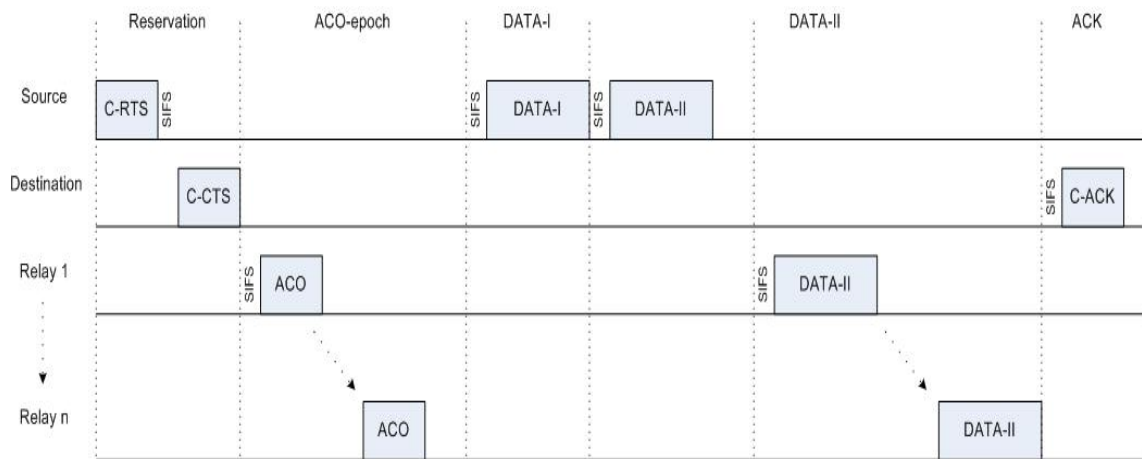 Reservation ACO-epoch DATA-I DATA-II ACK
Source
C-RTS SIFS SIFS DATA-I SIFS DATA-II
Destination
C-CTS SIFS C-ACK
Relay 1
SIFS ACO SIFS DATA-II
Relay n
ACO DATA-II